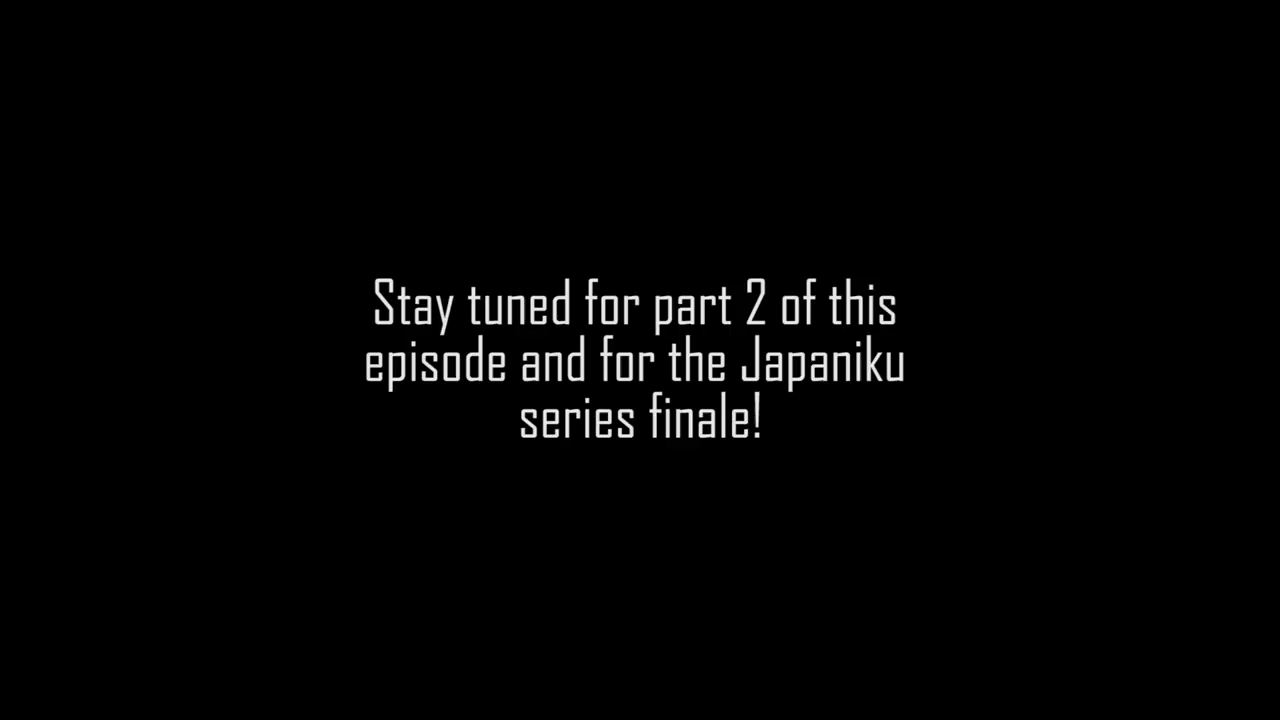 Stay tuned for part 2 of this
episode and for the Japaniku
series finale!